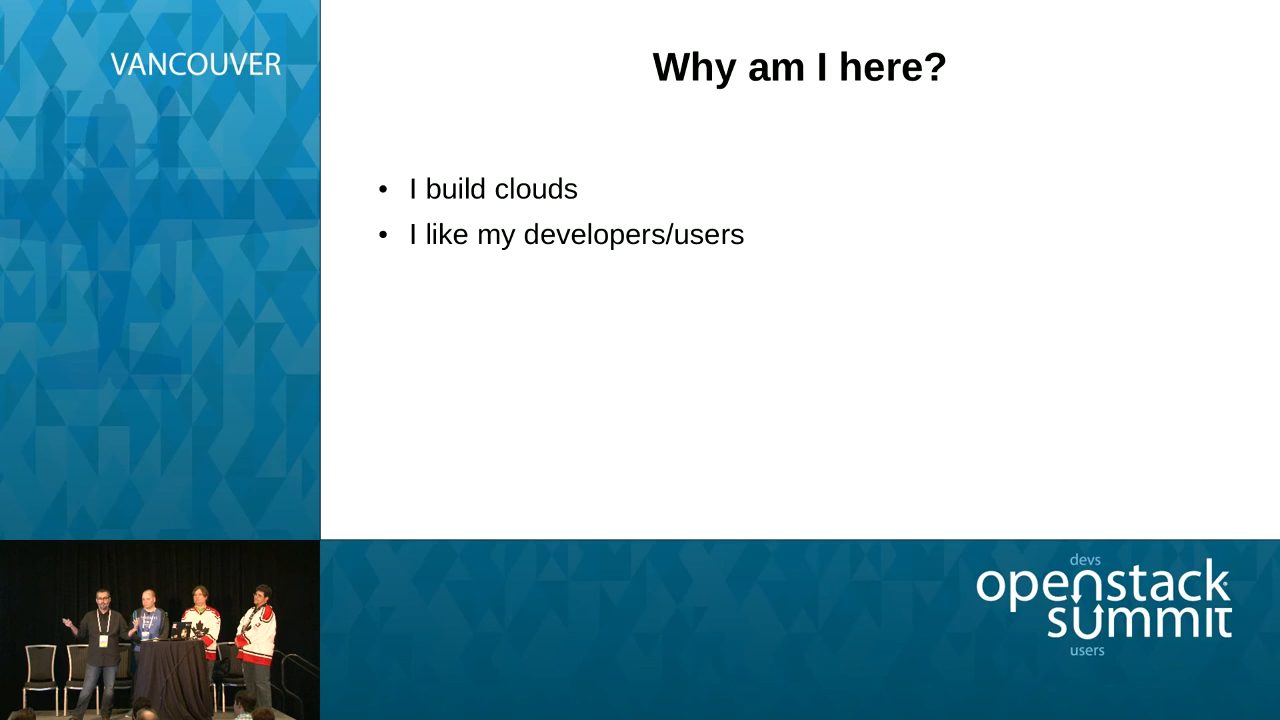 VANCOUVER
Why am I here?
• I build clouds
• I like my developers/users
devs
openstack
summit
users